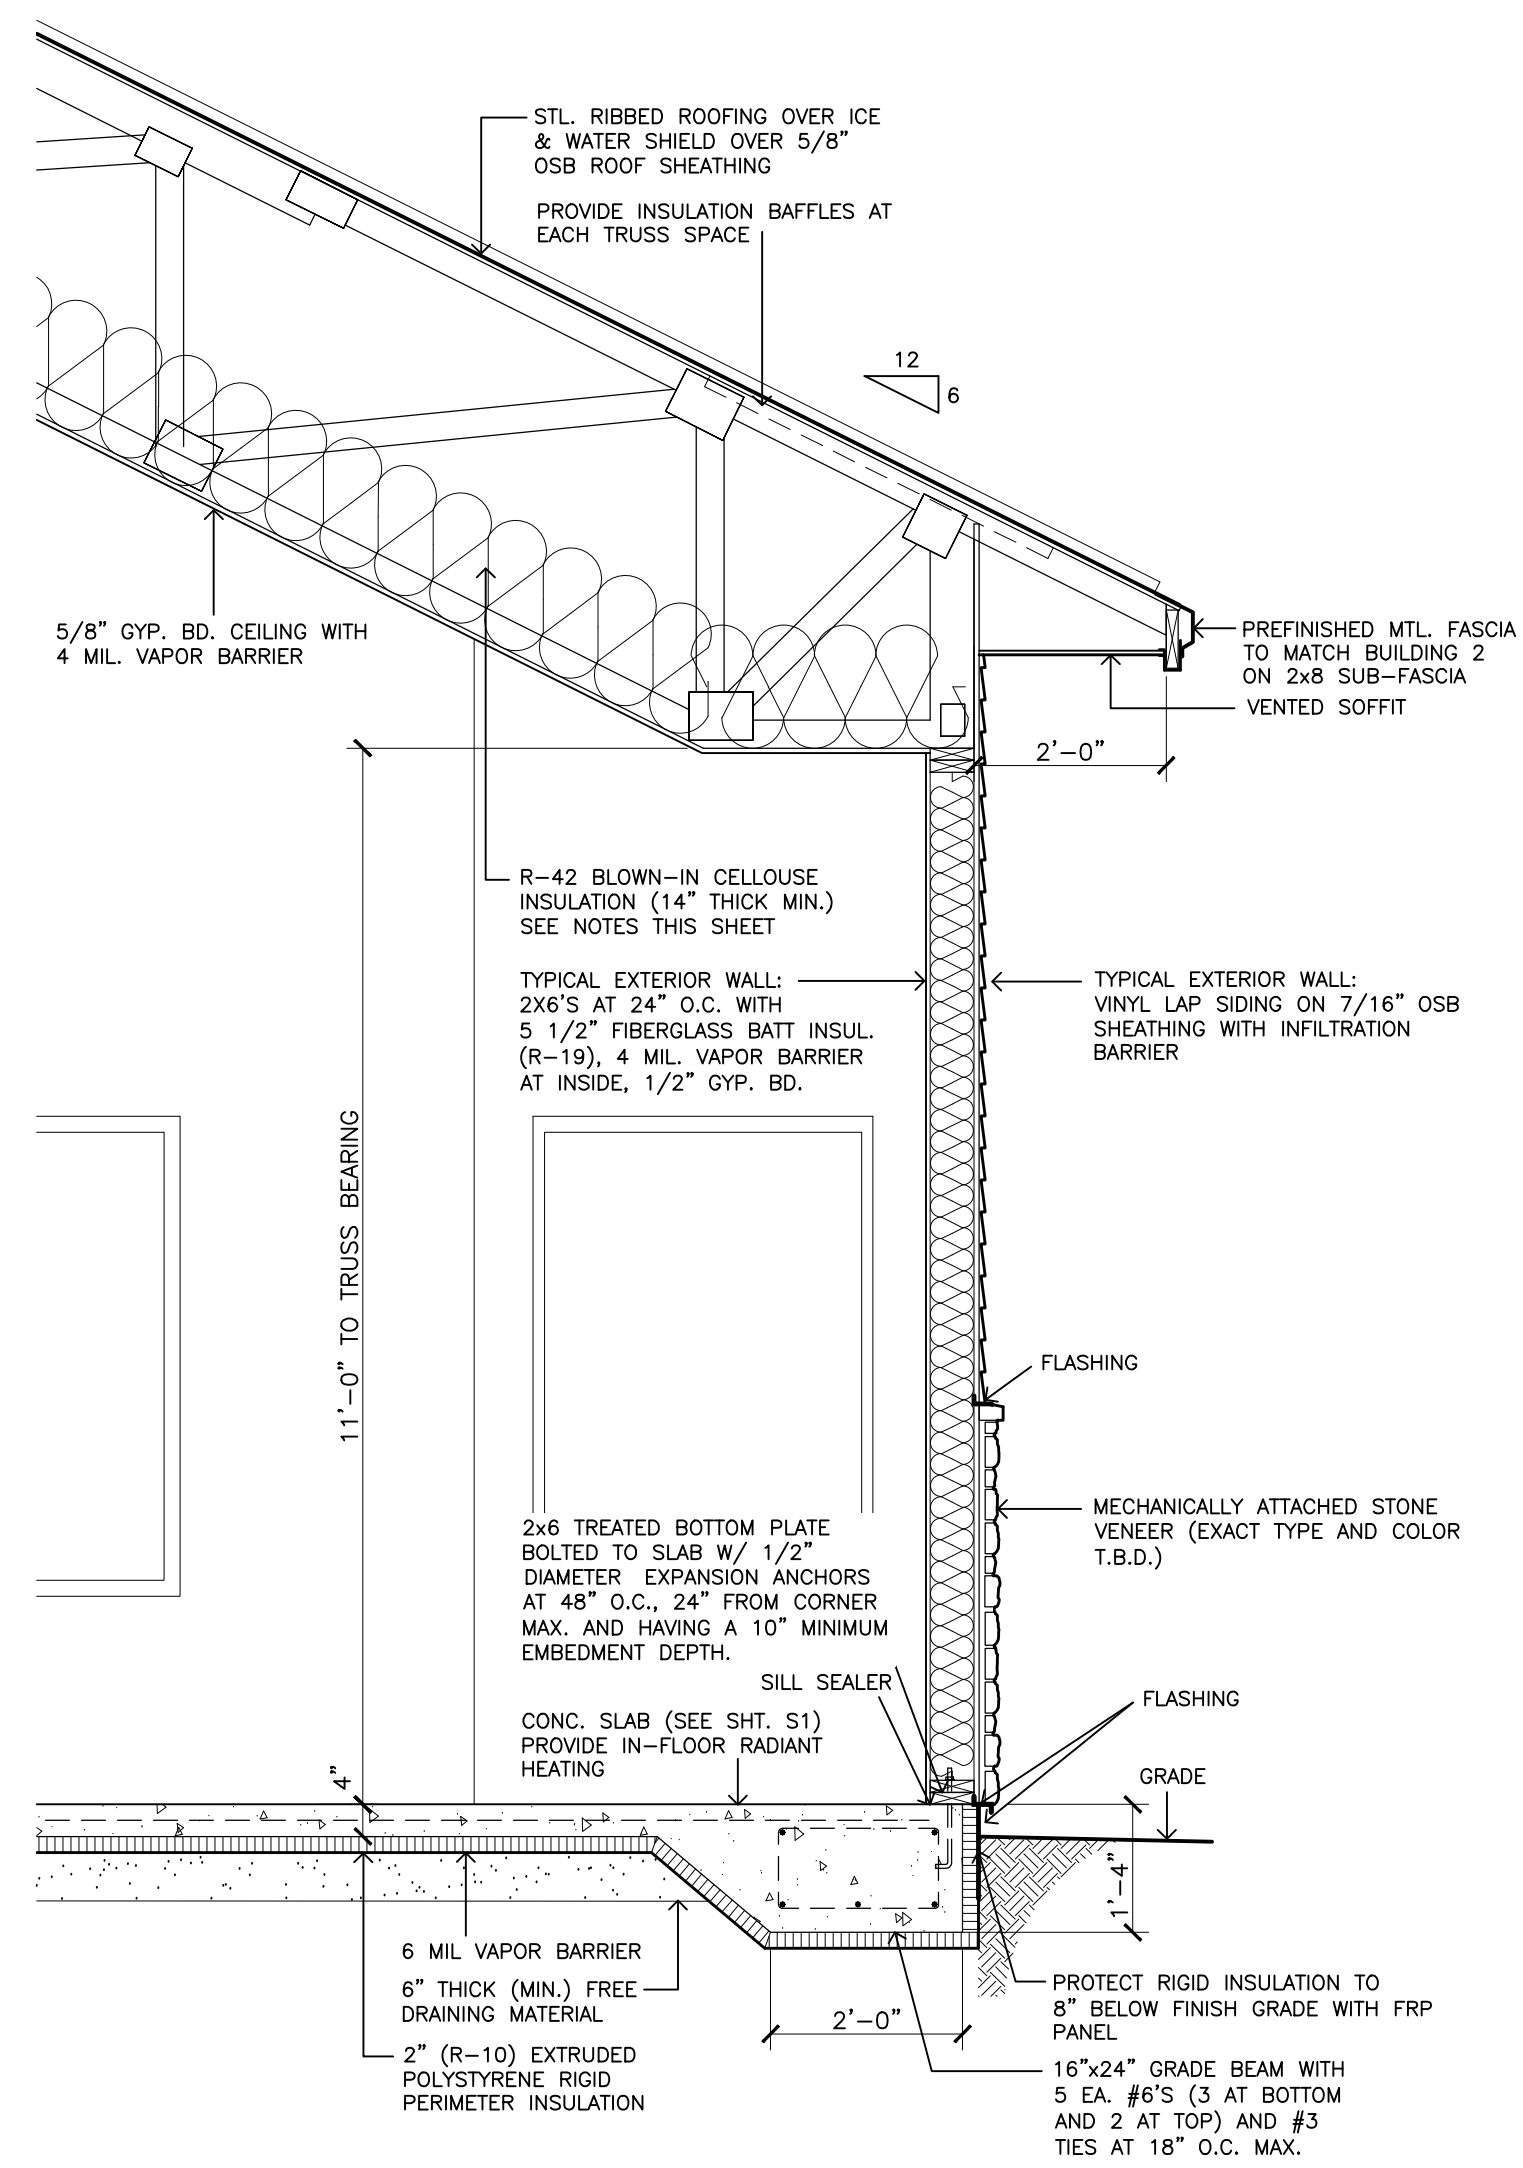 STL. RIBBED ROOFING OVER ICE
& WATER SHIELD OVER 5/8"
OSB ROOF SHEATHING
PROVIDE INSULATION BAFFLES AT
EACH TRUSS SPACE
12
6
5/8" GYP. BD. CEILING WITH
4 MIL. VAPOR BARRIER
PREFINISHED MTL. FASCIA
TO MATCH BUILDING 2
ON 2x8 SUB-FASCIA
VENTED SOFFIT
2'-0"
R-42 BLOWN-IN CELLOUSE
INSULATION (14" THICK MIN.)
SEE NOTES THIS SHEET
TYPICAL EXTERIOR WALL:
2X6'S AT 24" O.C. WITH
5 1/2" FIBERGLASS BATT INSUL.
(R-19), 4 MIL. VAPOR BARRIER
AT INSIDE, 1/2" GYP. BD.
TYPICAL EXTERIOR WALL:
VINYL LAP SIDING ON 7/16" OSB
SHEATHING WITH INFILTRATION
BARRIER
11'-0" TO TRUSS BEARING
FLASHING
MECHANICALLY ATTACHED STONE
VENEER (EXACT TYPE AND COLOR
T.B.D.)
2x6 TREATED BOTTOM PLATE
BOLTED TO SLAB W/ 1/2"
DIAMETER EXPANSION ANCHORS
AT 48" O.C., 24" FROM CORNER
MAX. AND HAVING A 10" MINIMUM
EMBEDMENT DEPTH.
SILL SEALER
FLASHING
CONC. SLAB (SEE SHT. S1)
PROVIDE IN-FLOOR RADIANT
HEATING
4"
GRADE
1'-4"
6 MIL VAPOR BARRIER
6" THICK (MIN.) FREE
DRAINING MATERIAL
2" (R-10) EXTRUDED
POLYSTYRENE RIGID
PERIMETER INSULATION
2'-0"
PROTECT RIGID INSULATION TO
8" BELOW FINISH GRADE WITH FRP
PANEL
16"x24" GRADE BEAM WITH
5 EA. #6'S (3 AT BOTTOM
AND 2 AT TOP) AND #3
TIES AT 18" O.C. MAX.